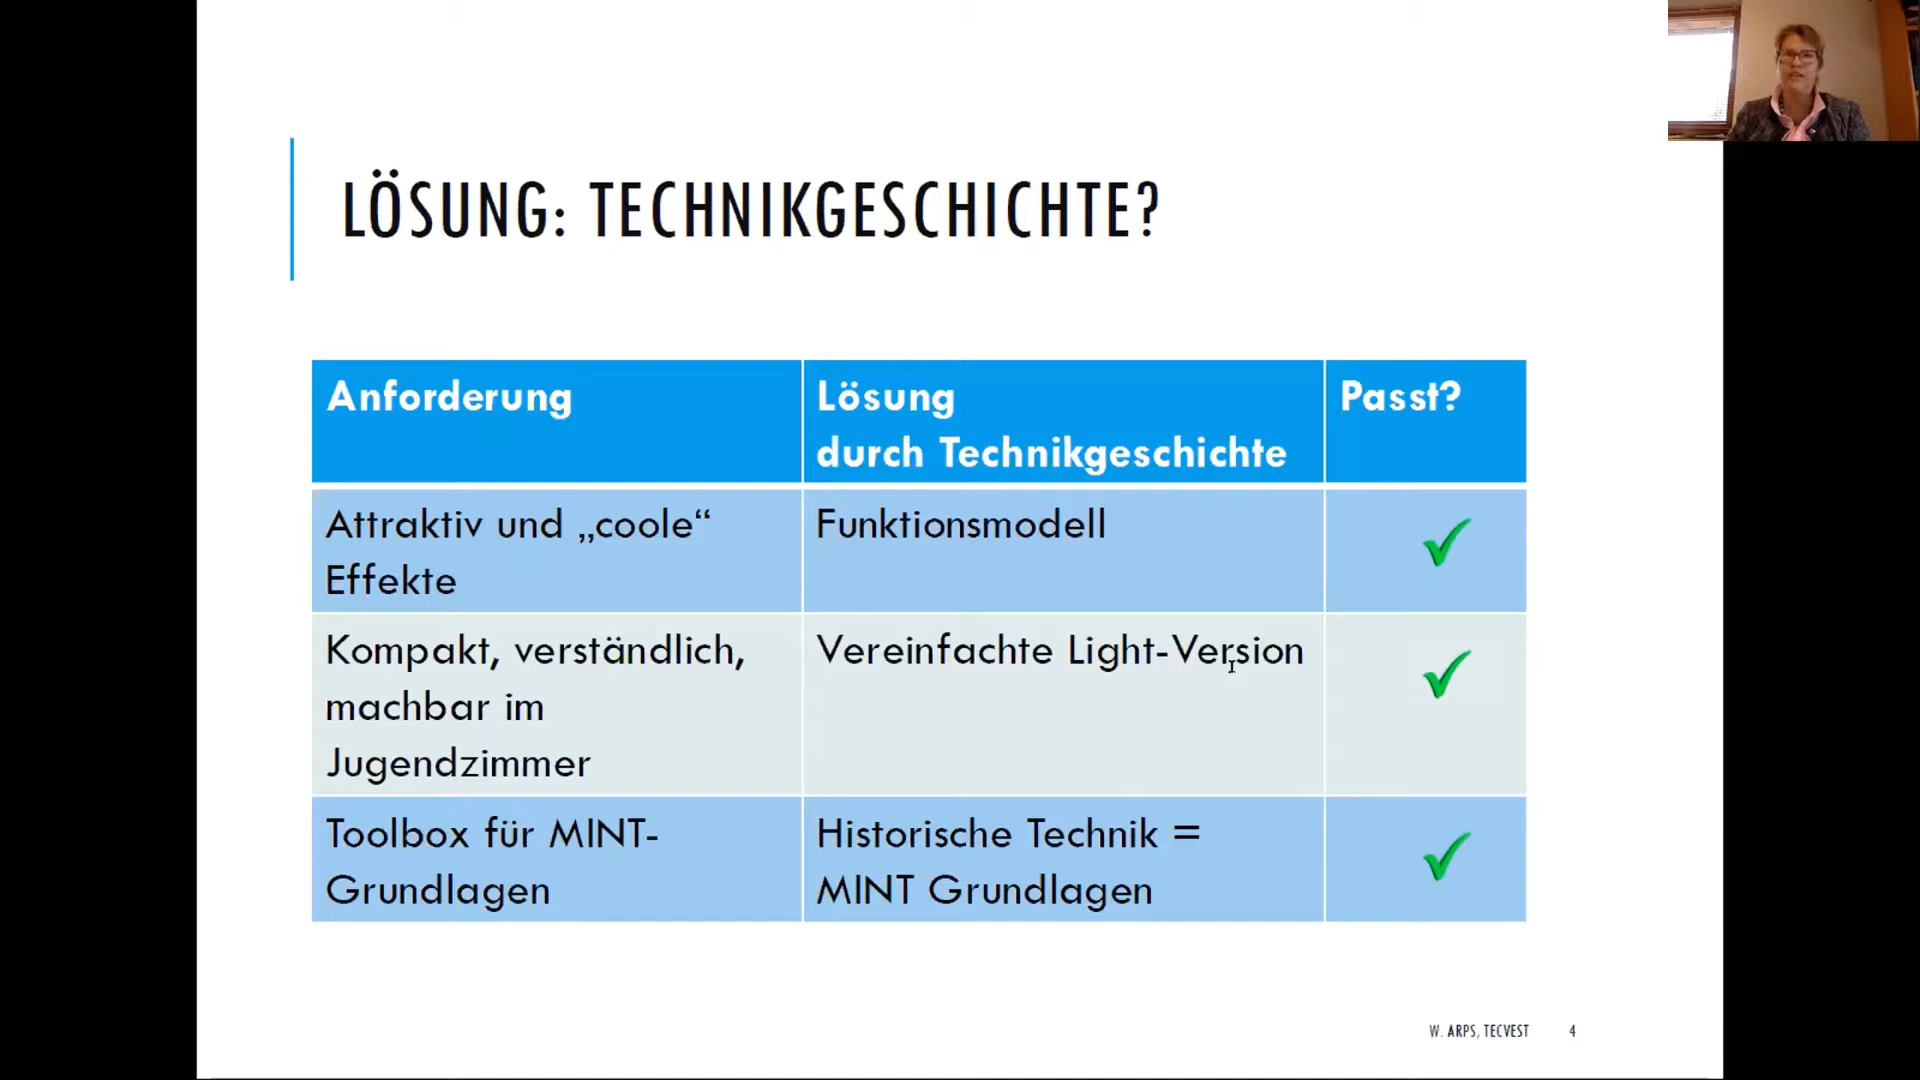 LÖSUNG: TECHNIKGESCHICHTE?
Anforderung
Lösung
durch Technikgeschichte
Passt?
Attraktiv und „coole“
Effekte
Funktionsmodell
Kompakt, verständlich,
machbar im
Jugendzimmer
Vereinfachte Light-Version
Toolbox für MINT-
Grundlagen
Historische Technik =
MINT Grundlagen
W. ARPS, TECVEST 4